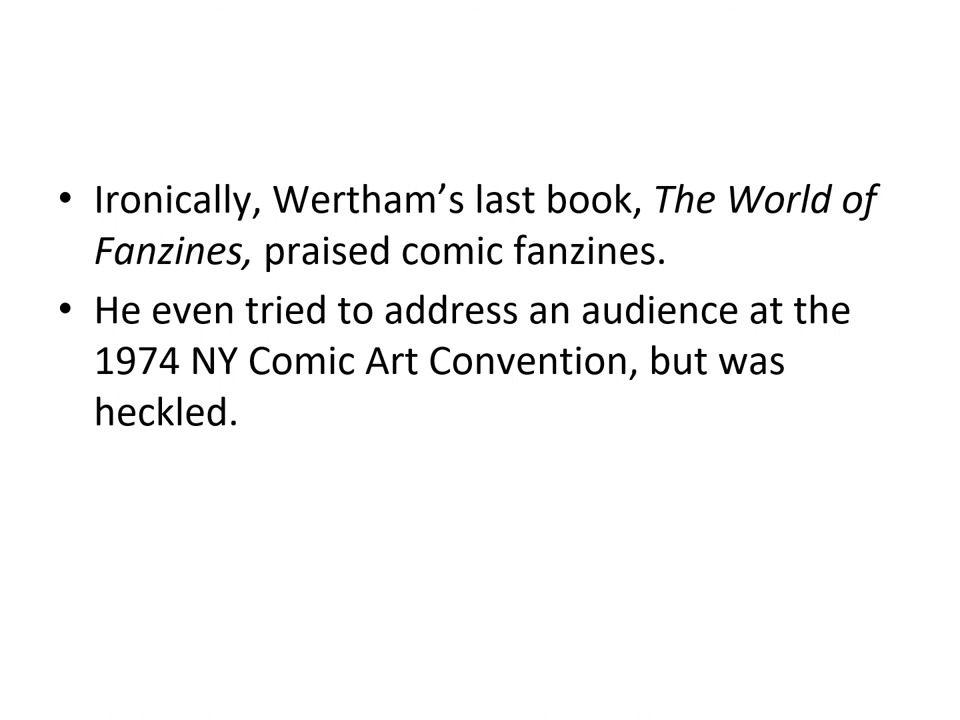 • Ironically, Wertham’s last book, The World of
Fanzines, praised comic fanzines.
• He even tried to address an audience at the
1974 NY Comic Art Convention, but was
heckled.